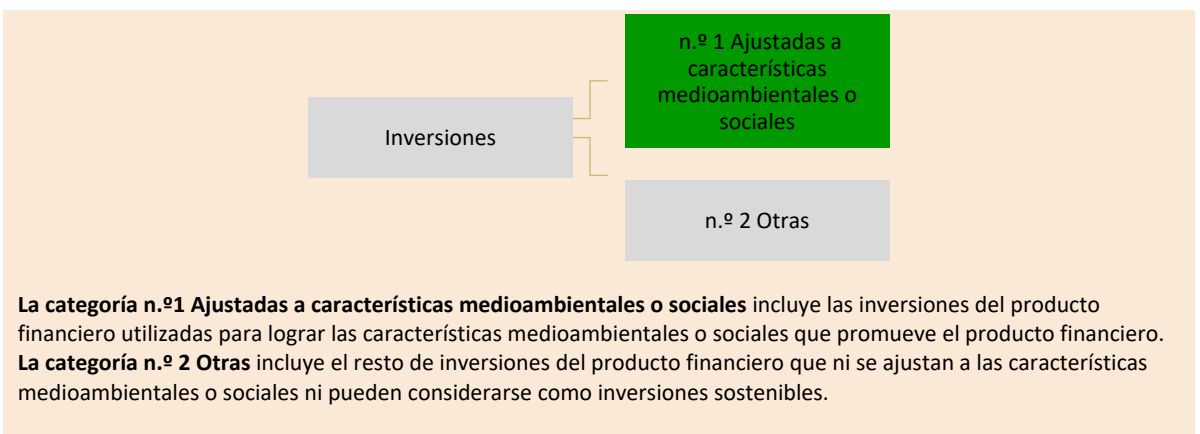 n.º 1 Ajustadas a
características
medioambientales o
sociales
Inversiones
n.º 2 Otras
La categoría n.º1 Ajustadas a características medioambientales o sociales incluye las inversiones del producto
financiero utilizadas para lograr las características medioambientales o sociales que promueve el producto financiero.
La categoría n.º 2 Otras incluye el resto de inversiones del producto financiero que ni se ajustan a las características
medioambientales o sociales ni pueden considerarse como inversiones sostenibles.